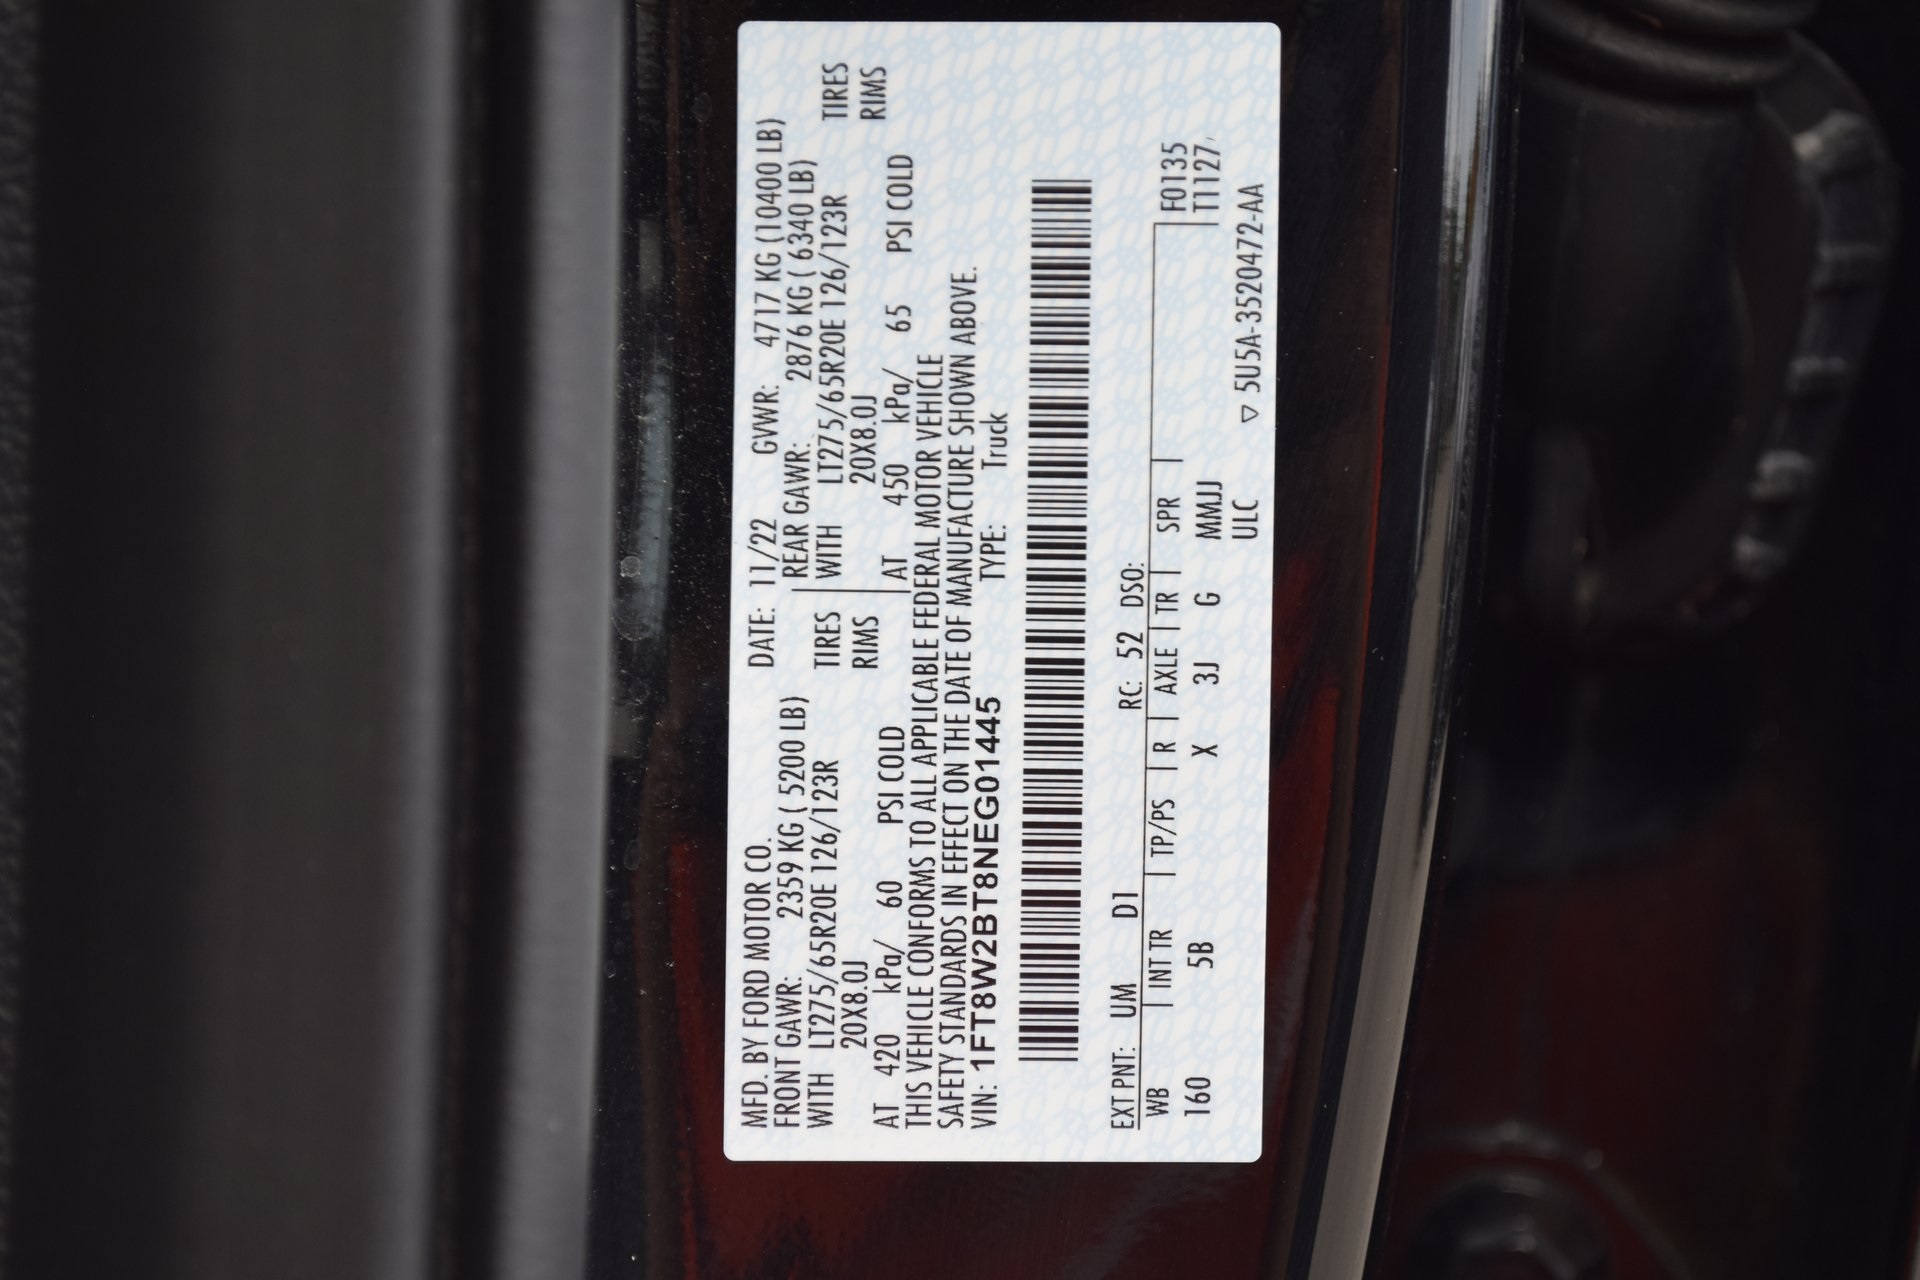 MFD. BY FORD MOTOR CO. DATE: 11/22 GVWR: 4717 KG (10400 LB)
FRONT GAWR: 2359 KG ( 5200 LB) REAR GAWR: 2876 KG ( 6340 LB)
WITH LT275/65R20E 126/123R TIRES WITH LT275/65R20E 126/123R TIRES
20X8.0J RIMS 20X8.0J RIMS
AT 420 kPa/ 60 PSI COLD AT 450 kPa/ 65 PSI COLD
THIS VEHICLE CONFORMS TO ALL APPLICABLE FEDERAL MOTOR VEHICLE
SAFETY STANDARDS IN EFFECT ON THE DATE OF MANUFACTURE SHOWN ABOVE.
VIN: 1FT8W2BT8NEG01445 TYPE: Truck
EXT PNT: UM D1 RC: 52 DSO:
WB INT TR TP/PS R AXLE TR SPR F0135
160 5B X 3J G MMJJ T1127
ULC ▽ 5U5A-3520472-AA